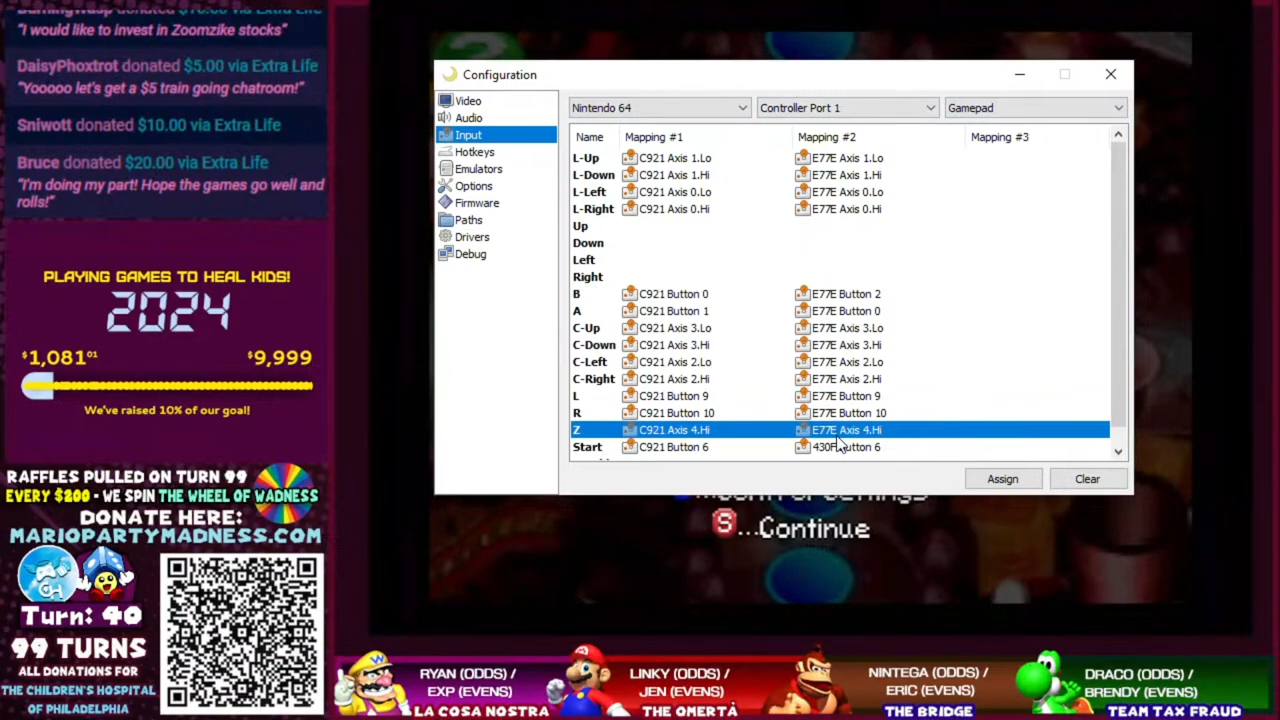 BurningWasp donated $10.00 via Extra Life
"I would like to invest in Zoomzike stocks"
DaisyPhoxtrot donated $5.00 via Extra Life
"Yooooo let's get a $5 train going chatroom!"
Sniwott donated $10.00 via Extra Life
Bruce donated $20.00 via Extra Life
"I'm doing my part! Hope the games go well and
rolls!"
PLAYING GAMES TO HEAL KIDS!
2024
$1,081.01 $9,999
We've raised 10% of our goal!
RAFFLES PULLED ON TURN 99
EVERY $200 - WE SPIN THE WHEEL OF WADNESS
DONATE HERE:
MARIOPARTYMADNESS.COM
CH
Turn: 40
99 TURNS
ALL DONATIONS FOR
THE CHILDREN'S HOSPITAL
OF PHILADELPHIA
Configuration
Video
Audio
Input
Hotkeys
Emulators
Options
Firmware
Paths
Drivers
Debug
Nintendo 64 Controller Port 1 Gamepad
Name Mapping #1 Mapping #2 Mapping #3
L-Up C921 Axis 1.Lo E77E Axis 1.Lo
L-Down C921 Axis 1.Hi E77E Axis 1.Hi
L-Left C921 Axis 0.Lo E77E Axis 0.Lo
L-Right C921 Axis 0.Hi E77E Axis 0.Hi
Up
Down
Left
Right
B C921 Button 0 E77E Button 2
A C921 Button 1 E77E Button 0
C-Up C921 Axis 3.Lo E77E Axis 3.Lo
C-Down C921 Axis 3.Hi E77E Axis 3.Hi
C-Left C921 Axis 2.Lo E77E Axis 2.Lo
C-Right C921 Axis 2.Hi E77E Axis 2.Hi
L C921 Button 9 E77E Button 9
R C921 Button 10 E77E Button 10
Z C921 Axis 4.Hi E77E Axis 4.Hi
Start C921 Button 6 430F Button 6
Assign Clear
...Control Settings
S...Continue
RYAN (ODDS) /
EXP (EVENS)
LA COSA NOSTRA
LINKY (ODDS) /
JEN (EVENS)
THE OMERTÀ
NINTEGA (ODDS) /
ERIC (EVENS)
THE BRIDGE
DRACO (ODDS) /
BRENDY (EVENS)
TEAM TAX FRAUD